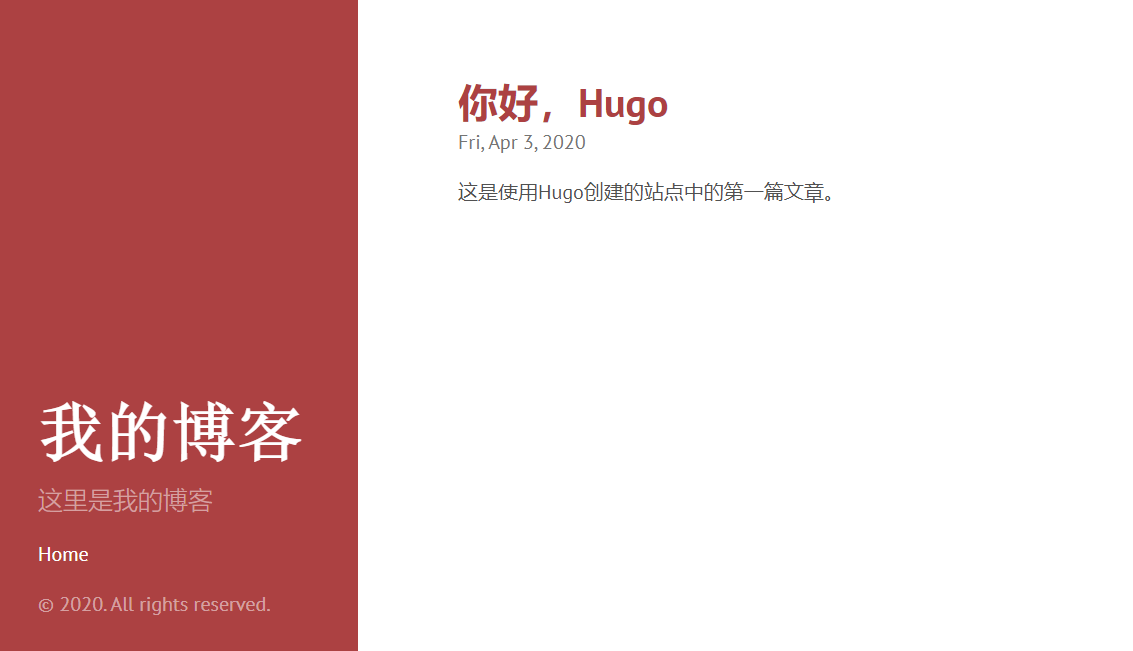 我的博客
这里是我的博客
Home
© 2020. All rights reserved.
你好，Hugo
Fri, Apr 3, 2020
这是使用Hugo创建的站点中的第一篇文章。